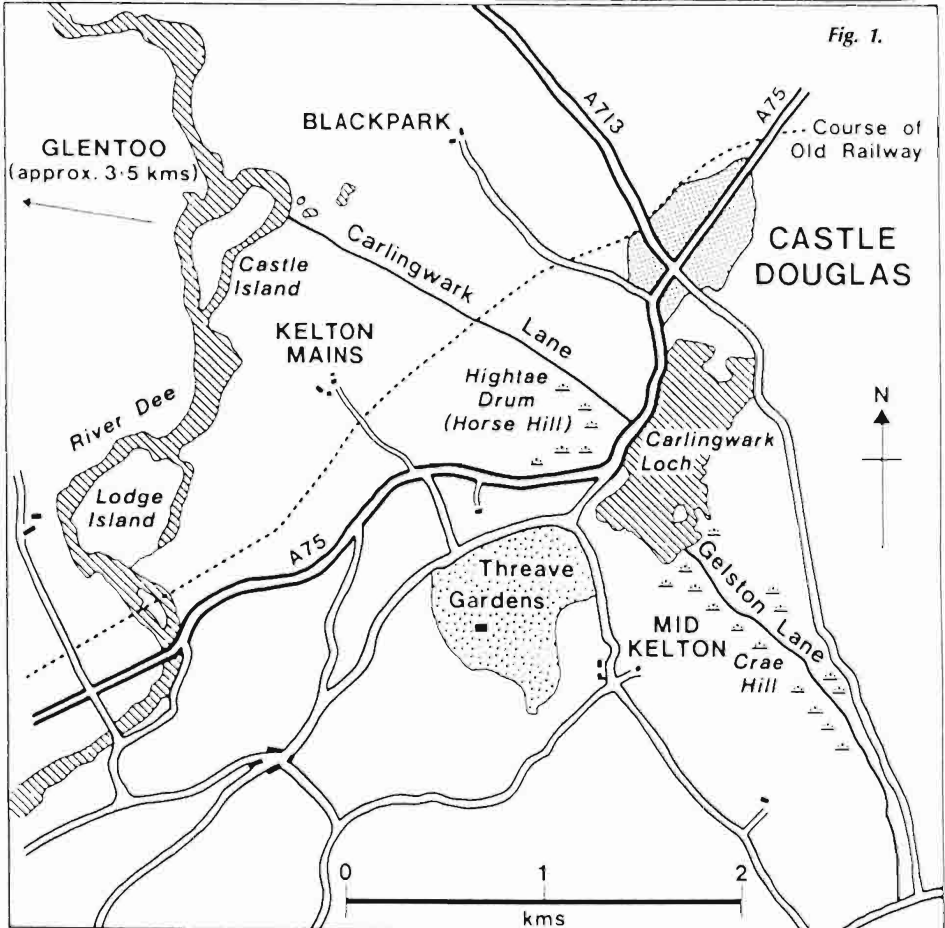 Fig. 1.
A713
A75
BLACKPARK
Course of
Old Railway
GLENTOO
(approx. 3·5 kms)
Carlingwark
Lane
CASTLE
DOUGLAS
Castle
Island
KELTON
MAINS
Hightae
Drum
(Horse Hill)
N
River Dee
Carlingwark
Loch
Lodge
Island
A75
Threave
Gardens
Gelston
Lane
MID
KELTON
Crae
Hill
0 1 2
kms